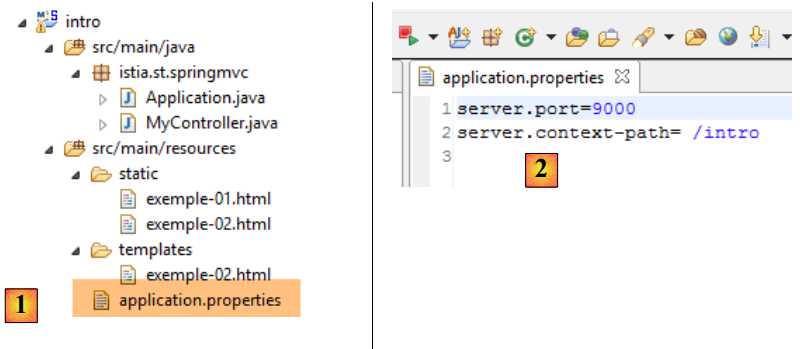 intro
src/main/java
istia.st.springmvc
Application.java
MyController.java
src/main/resources
static
exemple-01.html
exemple-02.html
templates
exemple-02.html
application.properties
1
application.properties
1 server.port=9000
2 server.context-path= /intro
3
2